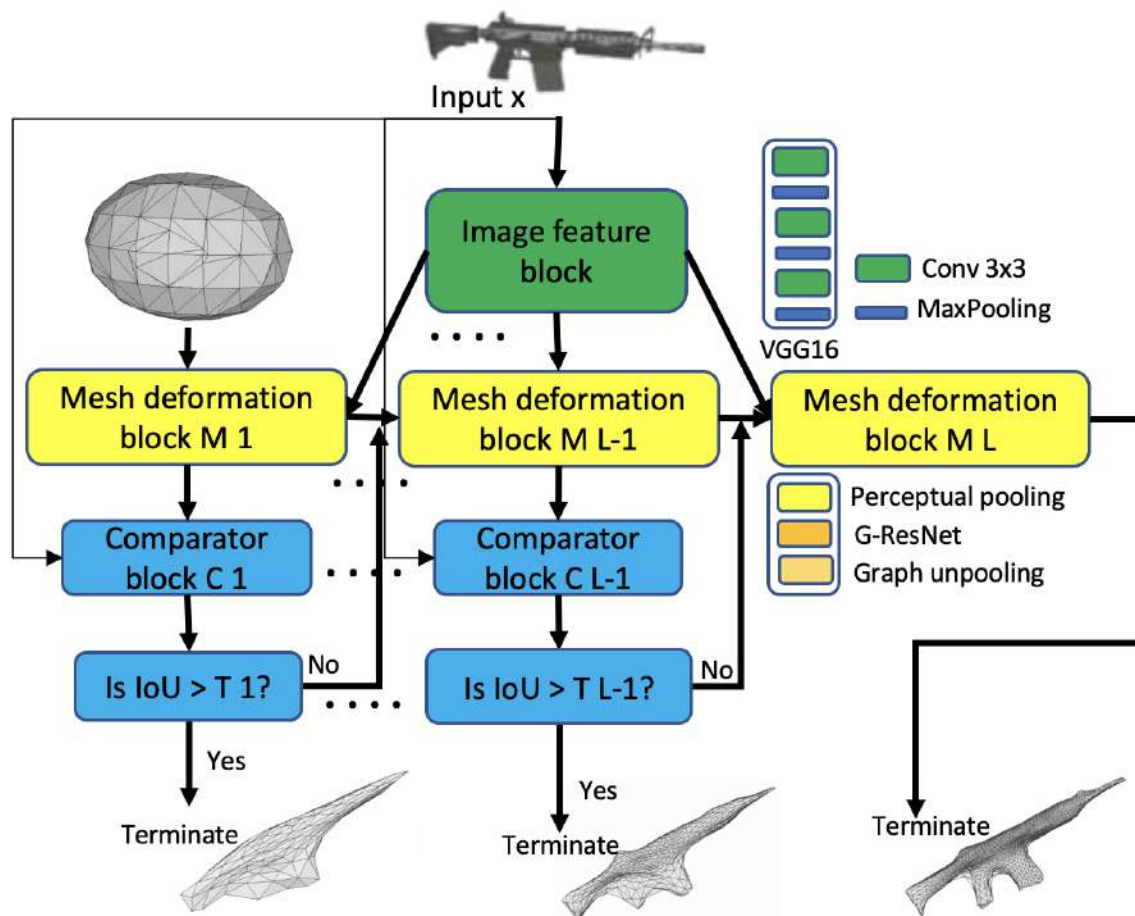 Input x
Image feature
block
Conv 3x3
MaxPooling
VGG16
Mesh deformation
block M 1
Mesh deformation
block M L-1
Mesh deformation
block M L
Perceptual pooling
G-ResNet
Graph unpooling
Comparator
block C 1
Comparator
block C L-1
Is IoU > T 1?
No
Is IoU > T L-1?
No
Yes
Yes
Terminate
Terminate
Terminate